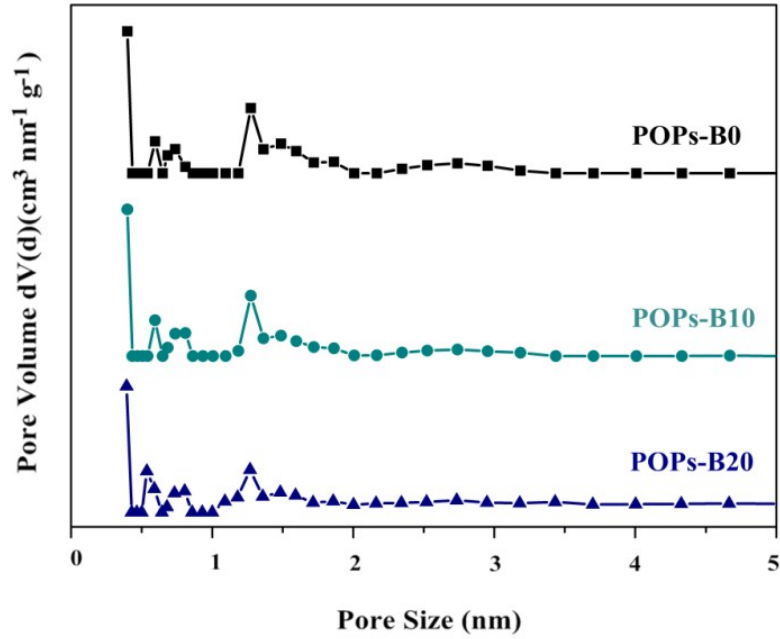 Pore Volume dV(d)(cm³ nm⁻¹ g⁻¹)
POPs-B0
POPs-B10
POPs-B20
0 1 2 3 4 5
Pore Size (nm)